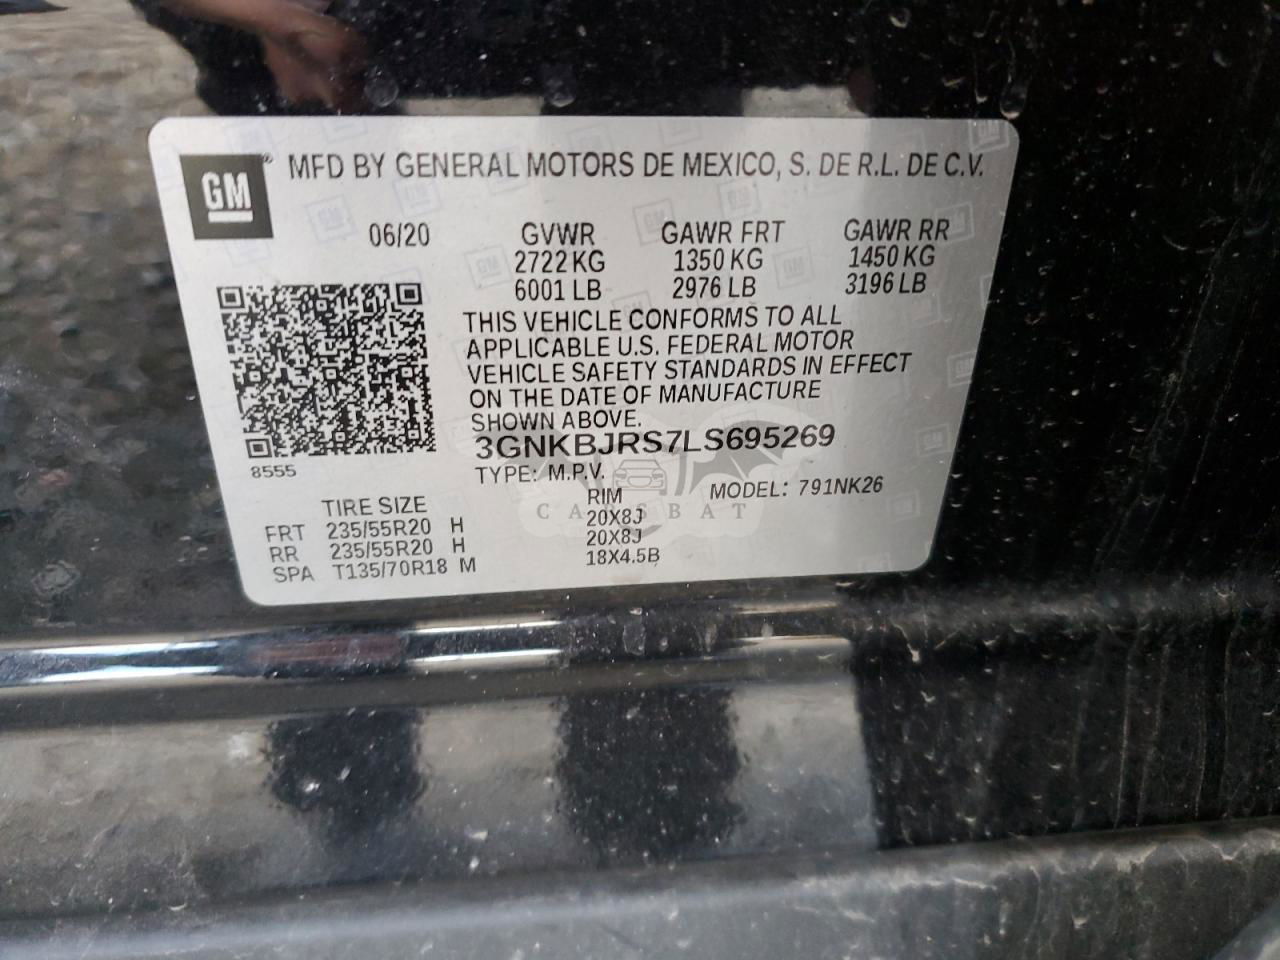 GM® MFD BY GENERAL MOTORS DE MEXICO, S. DE R.L. DE C.V.
06/20 GVWR GAWR FRT GAWR RR
2722 KG 1350 KG 1450 KG
6001 LB 2976 LB 3196 LB
THIS VEHICLE CONFORMS TO ALL
APPLICABLE U.S. FEDERAL MOTOR
VEHICLE SAFETY STANDARDS IN EFFECT
ON THE DATE OF MANUFACTURE
SHOWN ABOVE.
3GNKBJRS7LS695269
8555
TYPE: M.P.V. MODEL: 791NK26
TIRE SIZE RIM
FRT 235/55R20 H 20X8J
RR 235/55R20 H 20X8J
SPA T135/70R18 M 18X4.5B
CARSBAT